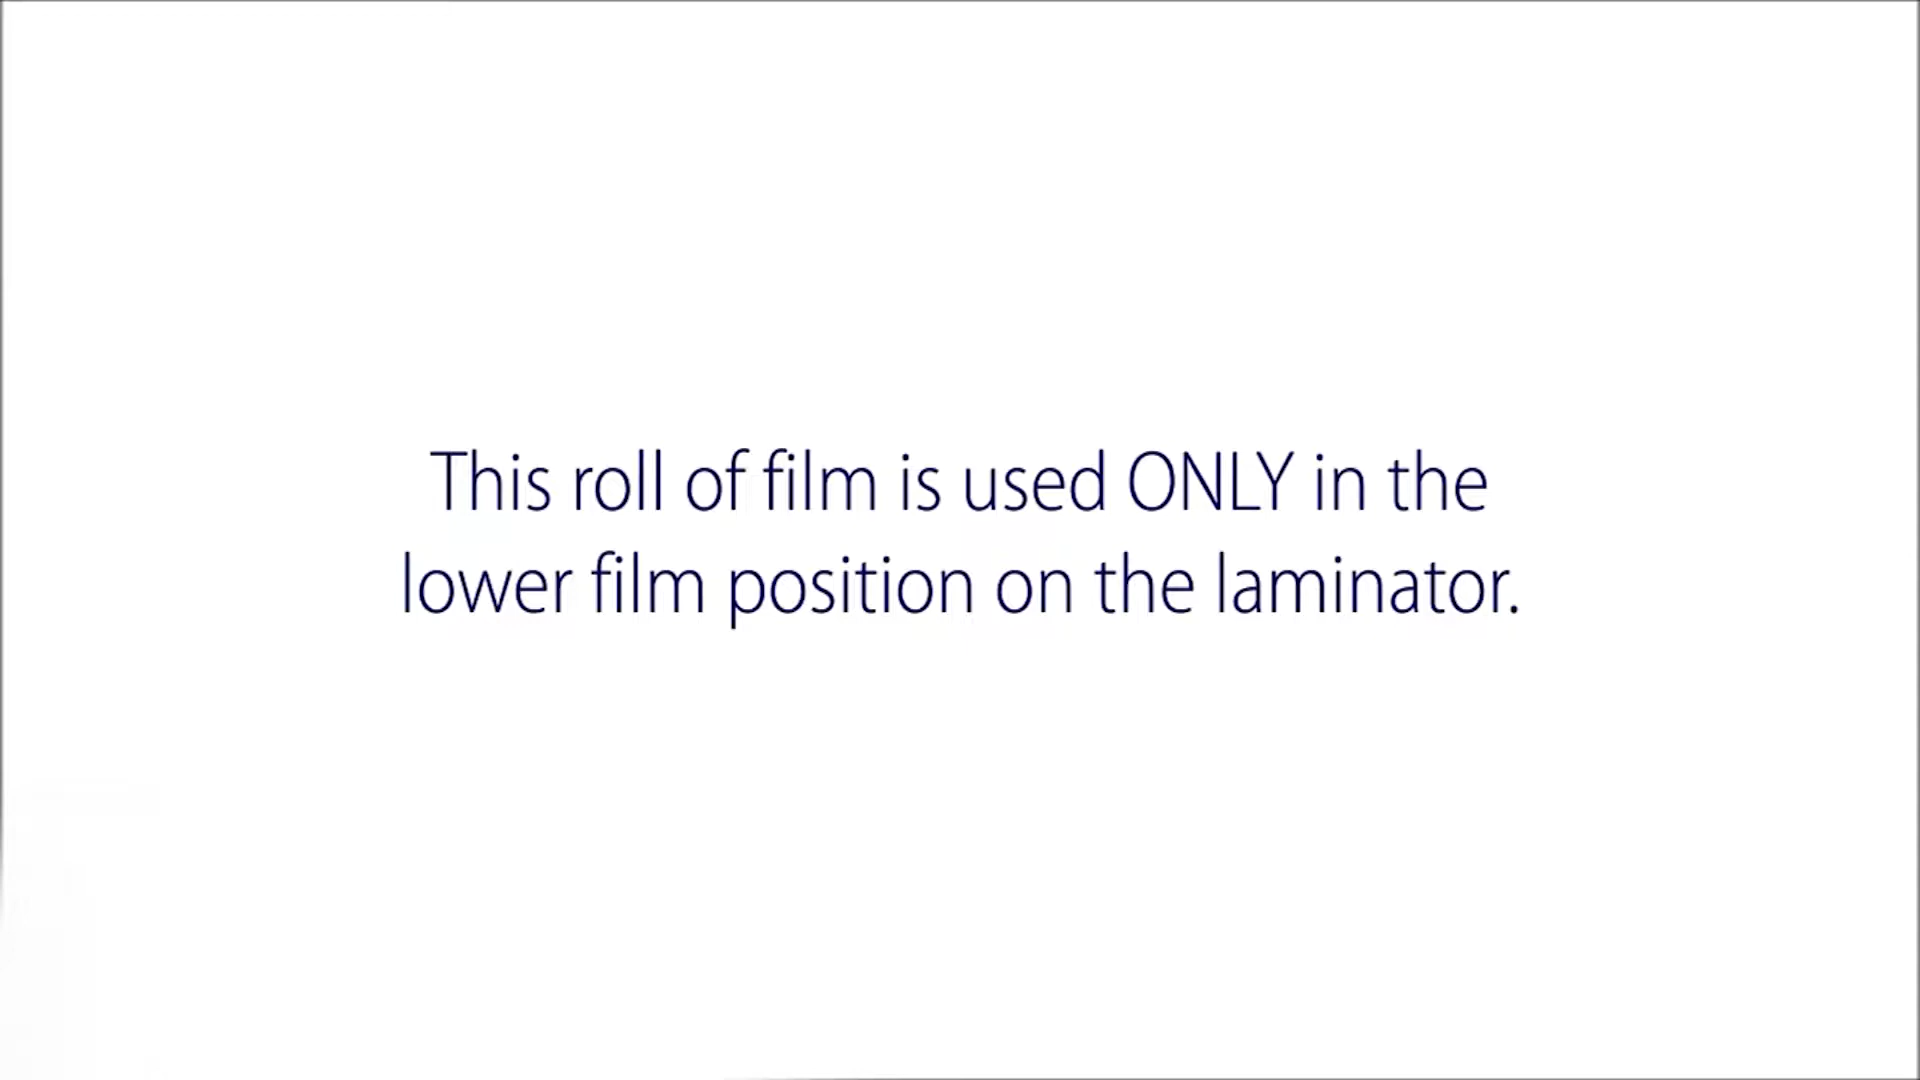 This roll of film is used ONLY in the
lower film position on the laminator.